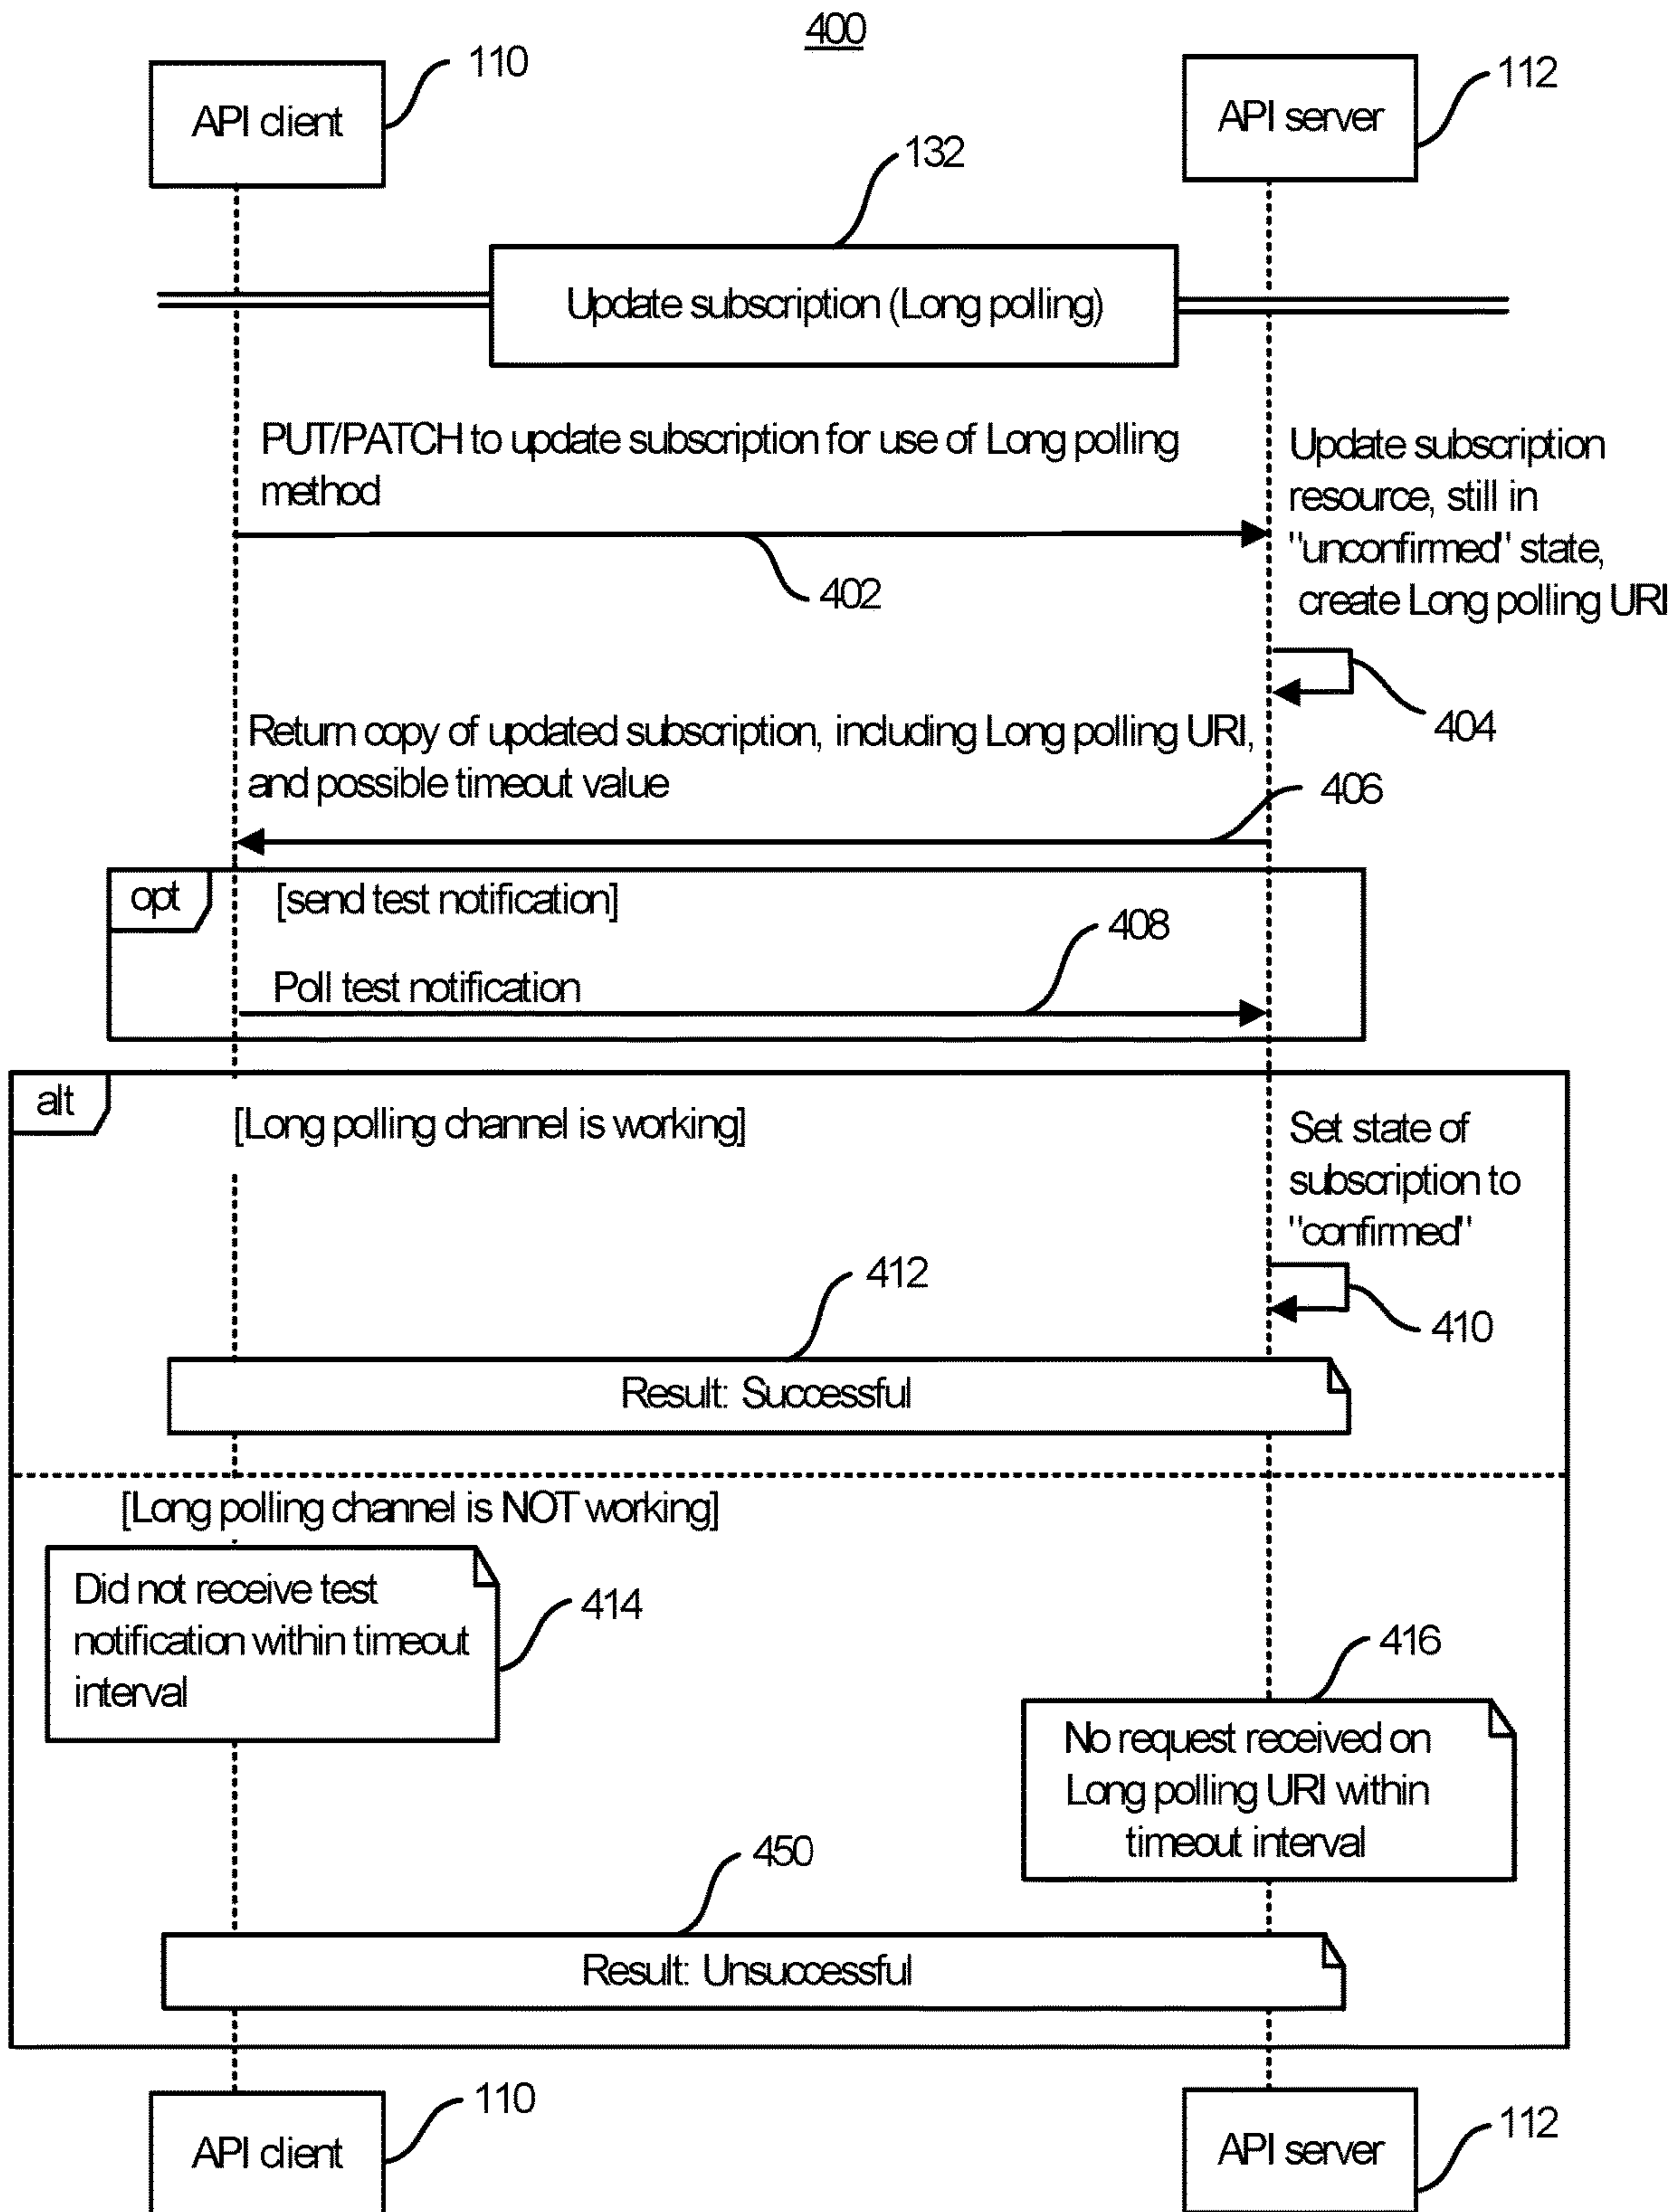 400
API client
110
API server
112
132
Update subscription (Long polling)
PUT/PATCH to update subscription for use of Long polling
method
402
Update subscription
resource, still in
"unconfirmed" state,
create Long polling URI
404
Return copy of updated subscription, including Long polling URI,
and possible timeout value
406
opt
[send test notification]
408
Poll test notification
alt
[Long polling channel is working]
Set state of
subscription to
"confirmed"
410
412
Result: Successful
[Long polling channel is NOT working]
Did not receive test
notification within timeout
interval
414
416
No request received on
Long polling URI within
timeout interval
450
Result: Unsuccessful
API client
110
API server
112